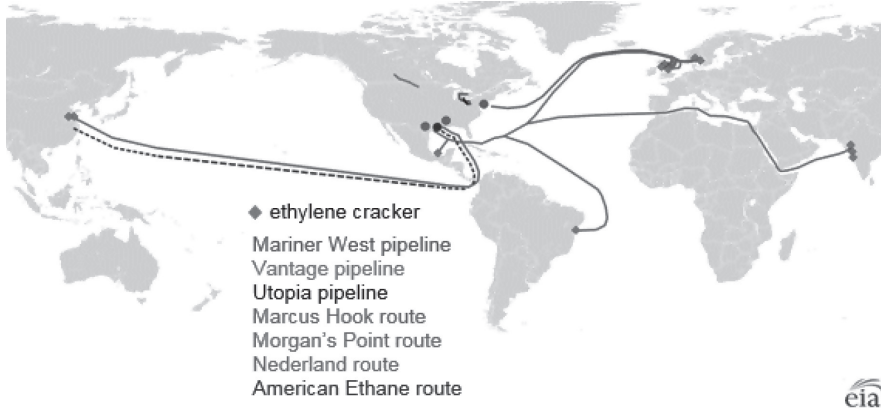 ethylene cracker
Mariner West pipeline
Vantage pipeline
Utopia pipeline
Marcus Hook route
Morgan's Point route
Nederland route
American Ethane route
eia